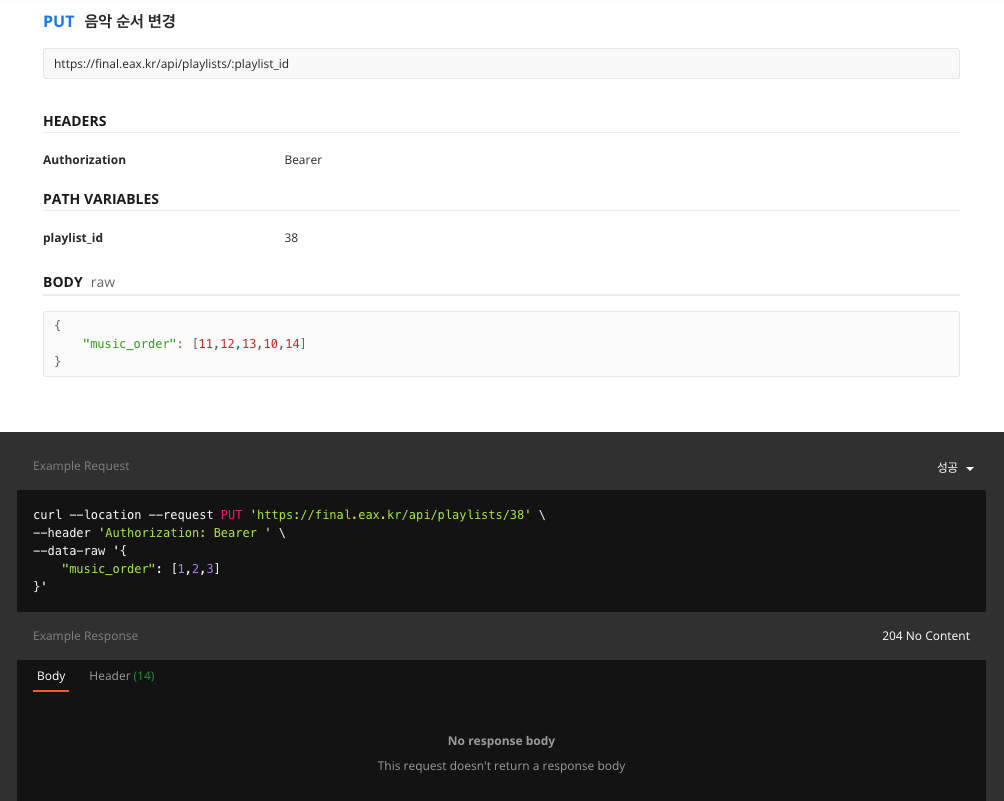 PUT 음악 순서 변경
https://final.eax.kr/api/playlists/:playlist_id
HEADERS
Authorization Bearer
PATH VARIABLES
playlist_id 38
BODY raw
{
"music_order": [11,12,13,10,14]
}
Example Request 성공
curl --location --request PUT 'https://final.eax.kr/api/playlists/38' \
--header 'Authorization: Bearer ' \
--data-raw '{
"music_order": [1,2,3]
}'
Example Response 204 No Content
Body Header (14)
No response body
This request doesn't return a response body